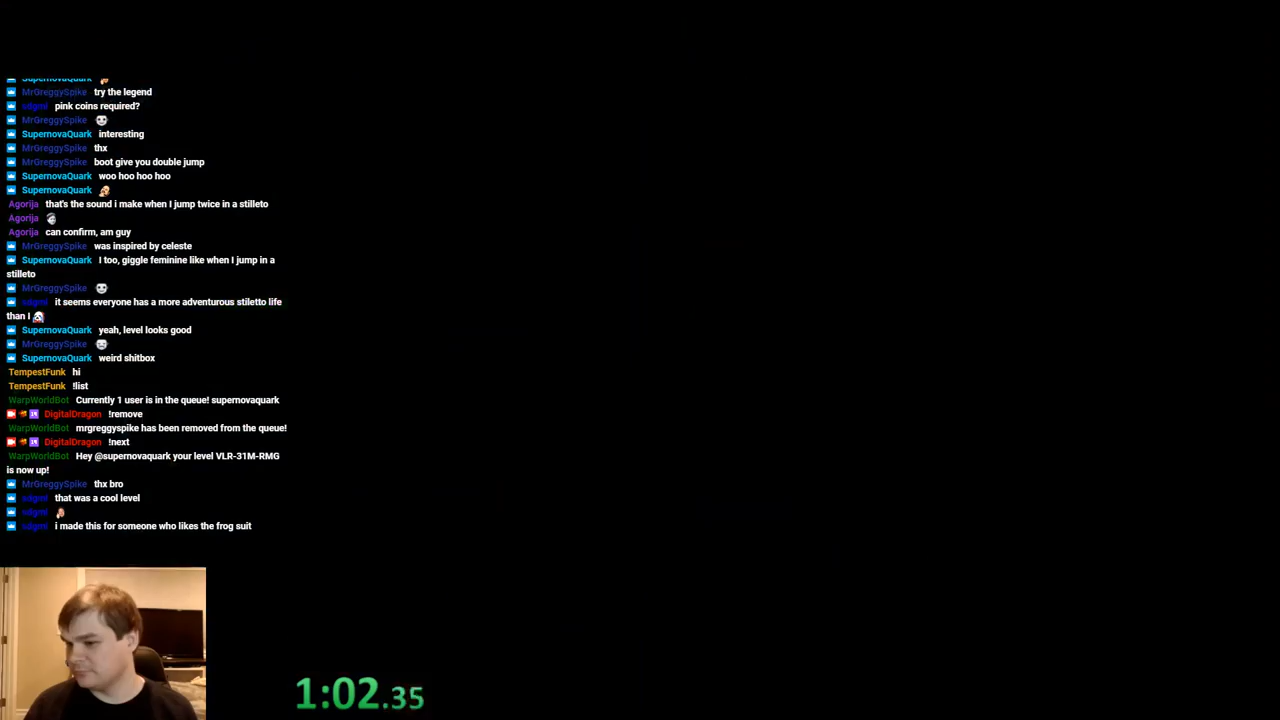 SupernovaQuark
MrGreggySpike try the legend
sdgmi pink coins required?
MrGreggySpike
SupernovaQuark interesting
MrGreggySpike thx
MrGreggySpike boot give you double jump
SupernovaQuark woo hoo hoo hoo
SupernovaQuark
Agorija that's the sound i make when I jump twice in a stilleto
Agorija
Agorija can confirm, am guy
MrGreggySpike was inspired by celeste
SupernovaQuark I too, giggle feminine like when I jump in a
stilleto
MrGreggySpike
it seems everyone has a more adventurous stiletto life
than I
SupernovaQuark yeah, level looks good
MrGreggySpike
SupernovaQuark weird shitbox
TempestFunk hi
TempestFunk !list
WarpWorldBot Currently 1 user is in the queue! supernovaquark
19 DigitalDragon !remove
WarpWorldBot mrgreggyspike has been removed from the queue!
19 DigitalDragon !next
WarpWorldBot Hey @supernovaquark your level VLR-31M-RMG
is now up!
MrGreggySpike thx bro
that was a cool level
i made this for someone who likes the frog suit
1:02.35